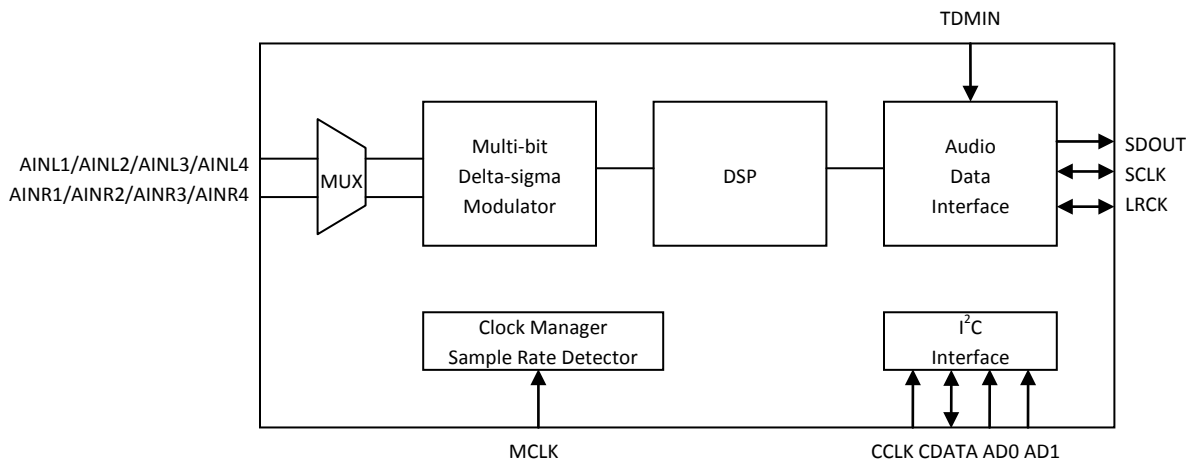 TDMIN
AINL1/AINL2/AINL3/AINL4
AINR1/AINR2/AINR3/AINR4
MUX
Multi-bit
Delta-sigma
Modulator
DSP
Audio
Data
Interface
SDOUT
SCLK
LRCK
Clock Manager
Sample Rate Detector
I²C
Interface
MCLK
CCLK CDATA AD0 AD1